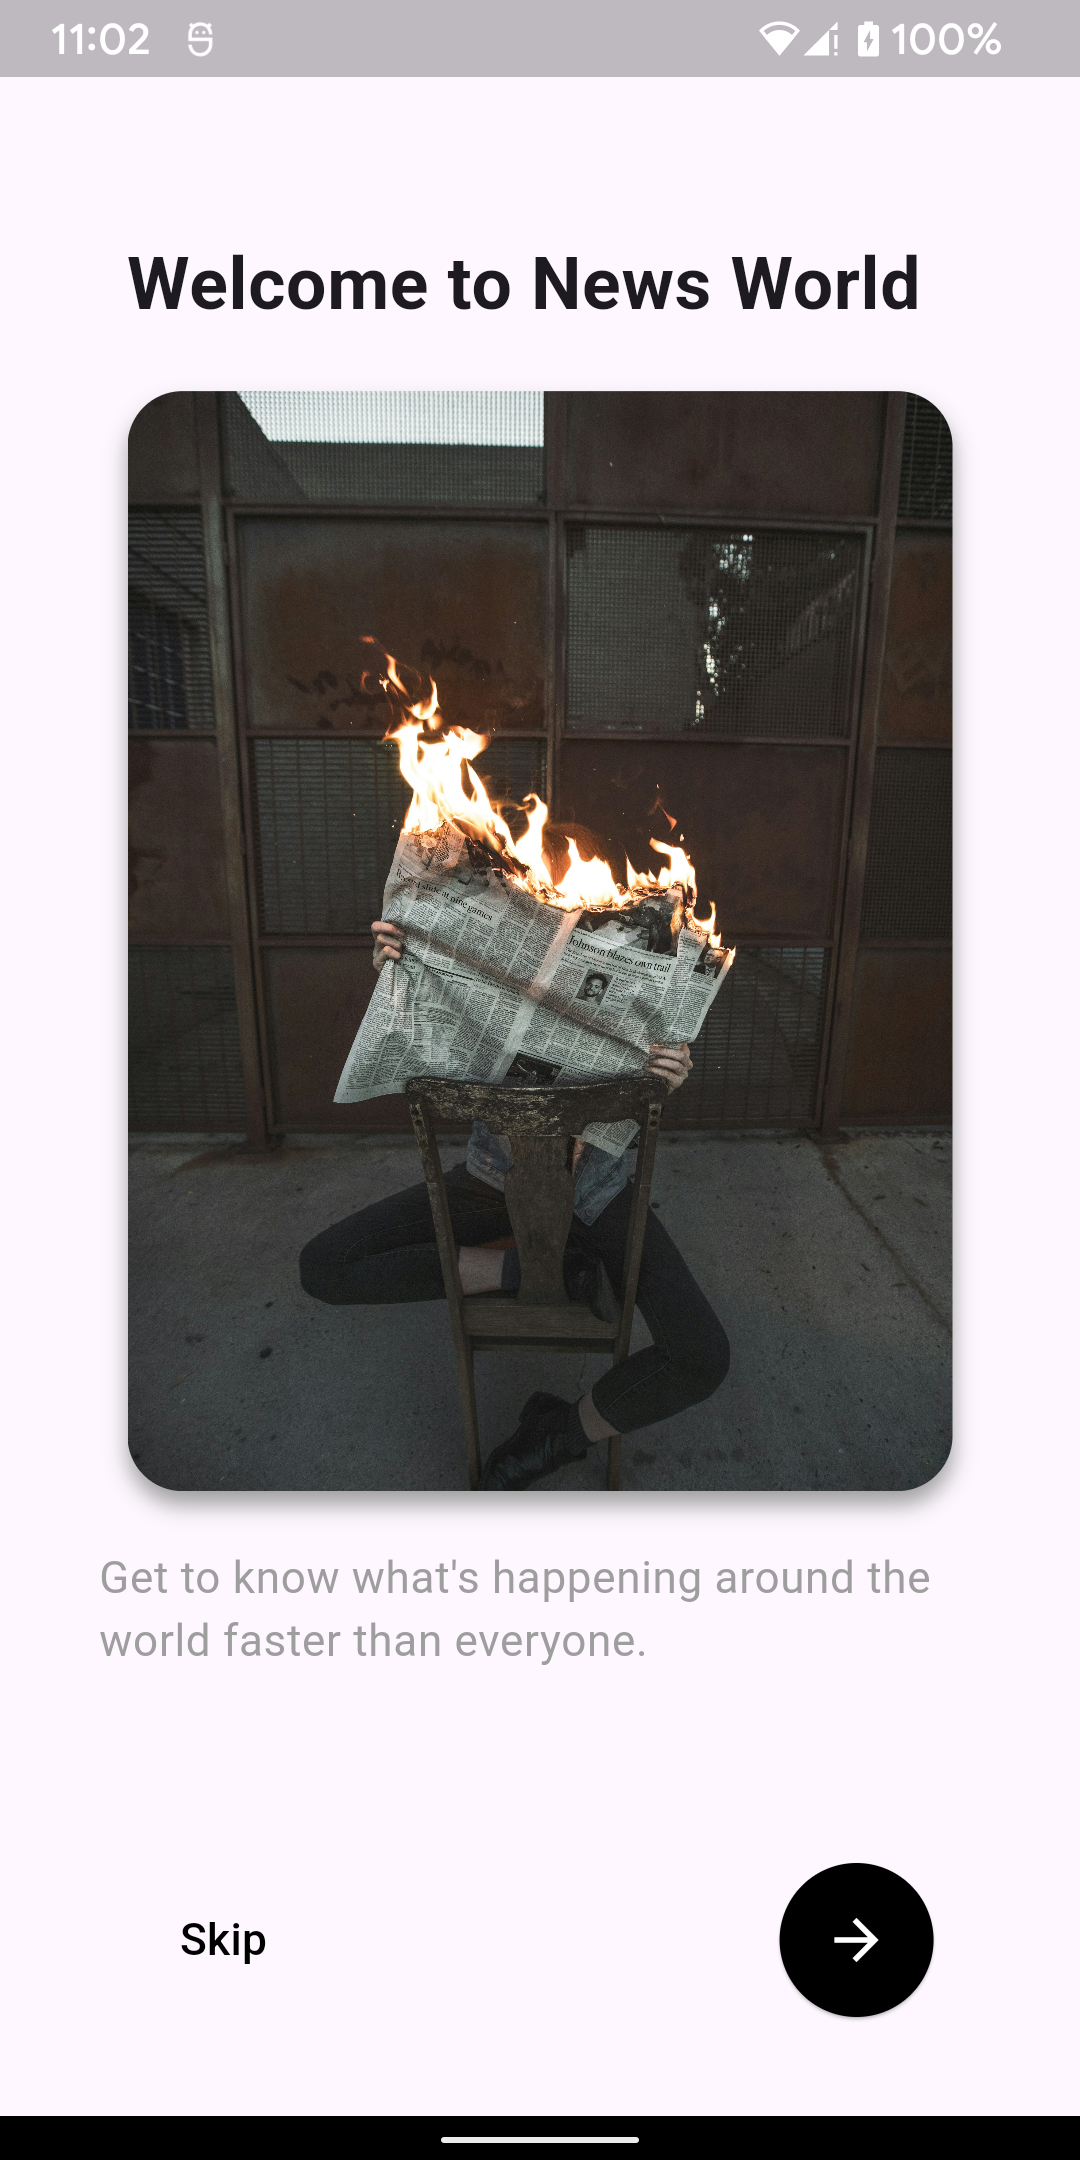 11:02
100%
Welcome to News World
Johnson blazes own trail
Get to know what's happening around the
world faster than everyone.
Skip